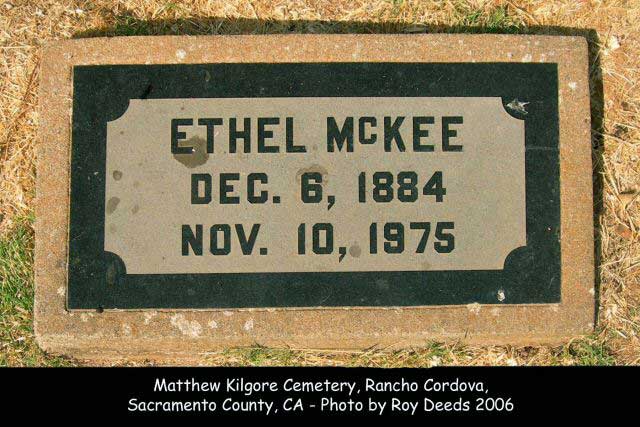 ETHEL McKEE
DEC. 6, 1884
NOV. 10, 1975
Matthew Kilgore Cemetery, Rancho Cordova,
Sacramento County, CA - Photo by Roy Deeds 2006